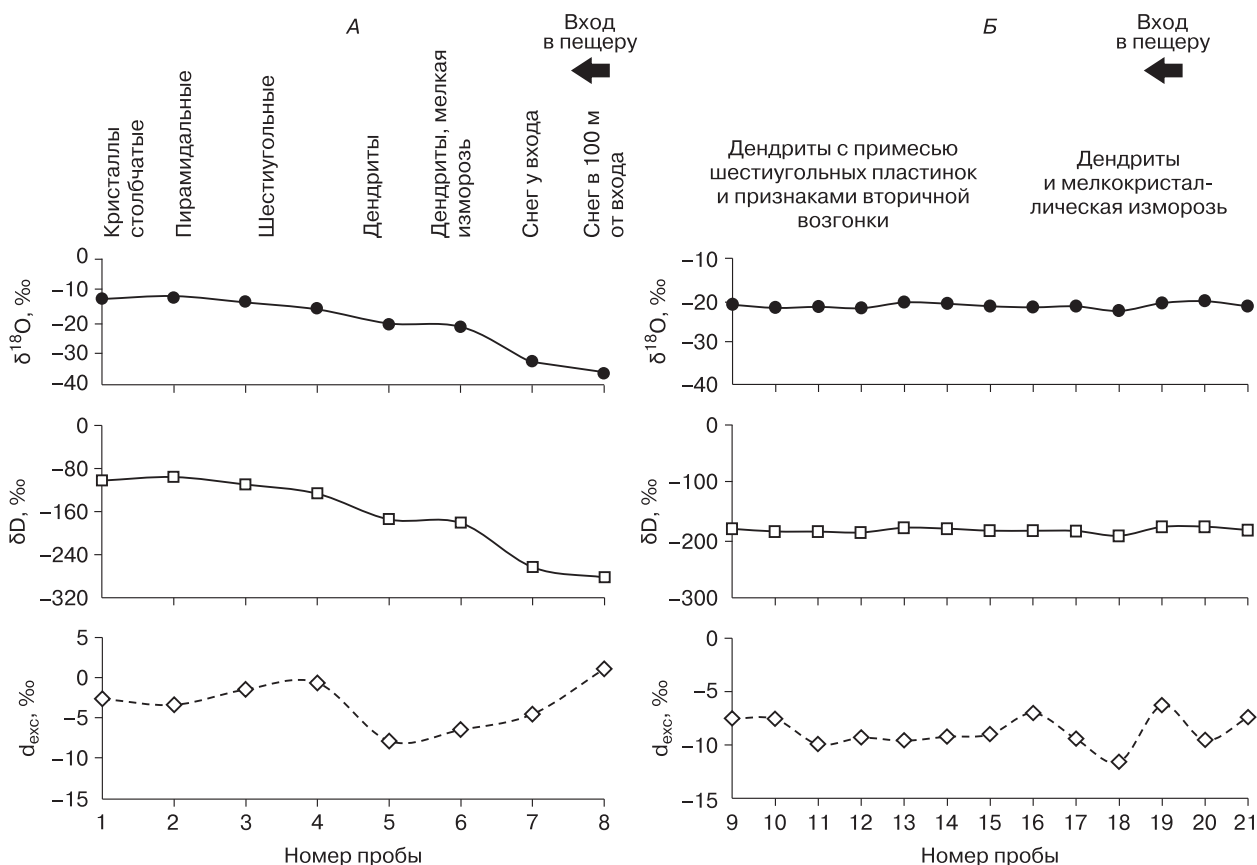 А
Вход
в пещеру
Кристаллы
столбчатые
Пирамидальные
Шестиугольные
Дендриты
Дендриты, мелкая
изморозь
Снег у входа
Снег в 100 м
от входа
δ¹⁸O, ‰
0
−10
−20
−30
−40
δD, ‰
0
−80
−160
−240
−320
d_exc, ‰
5
0
−5
−10
−15
1 2 3 4 5 6 7 8
Номер пробы
Б
Вход
в пещеру
Дендриты с примесью
шестиугольных пластинок
и признаками вторичной
возгонки
Дендриты
и мелкокристал-
лическая изморозь
δ¹⁸O, ‰
−10
−20
−30
−40
δD, ‰
0
−100
−200
−300
d_exc, ‰
−0
−5
−10
−15
9 10 11 12 13 14 15 16 17 18 19 20 21
Номер пробы